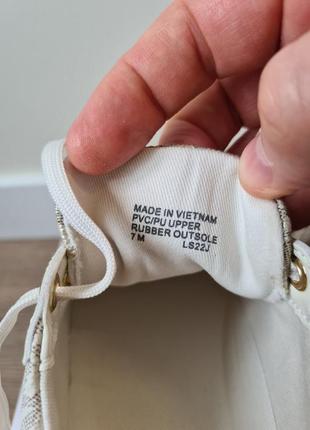 MADE IN VIETNAM
PVC/PU UPPER
RUBBER OUTSOLE
7 M LS22J